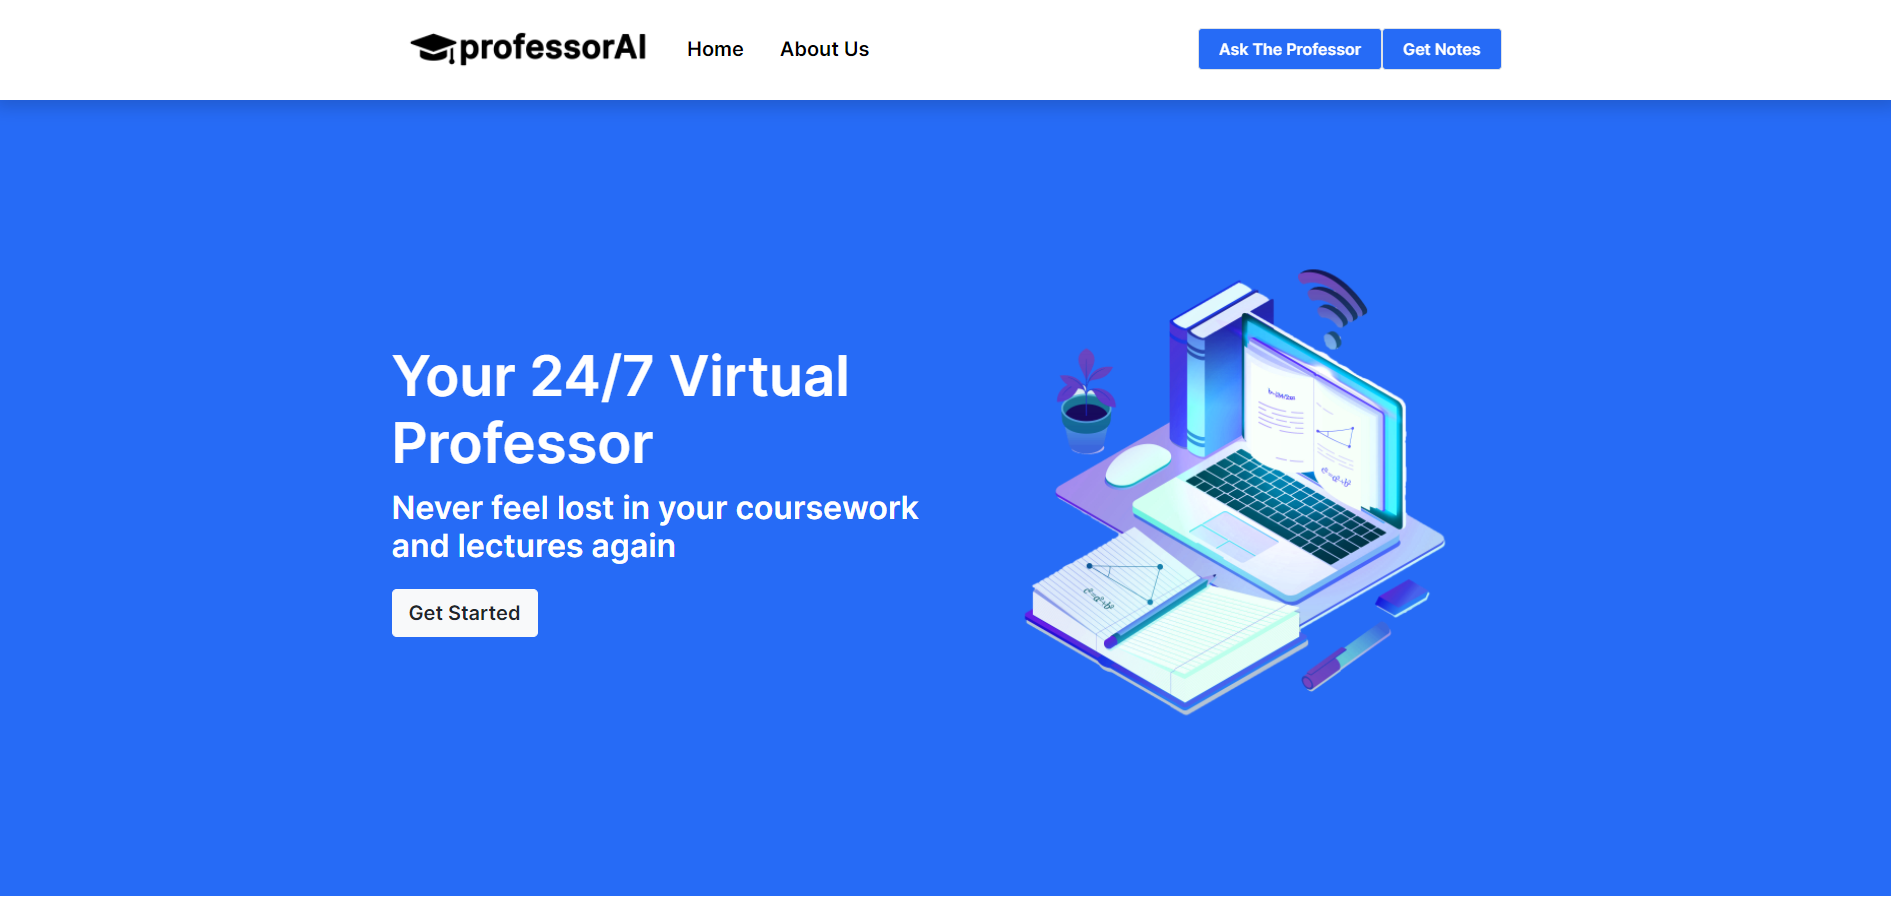 professorAI
Home
About Us
Ask The Professor
Get Notes
Your 24/7 Virtual
Professor
Never feel lost in your coursework
and lectures again
Get Started